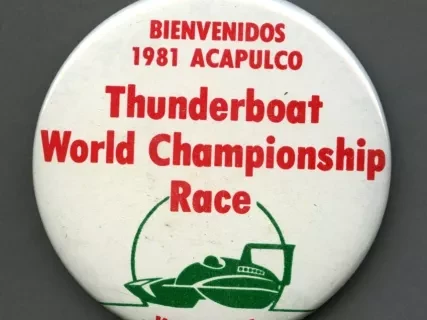 BIENVENIDOS
1981 ACAPULCO
Thunderboat
World Championship
Race